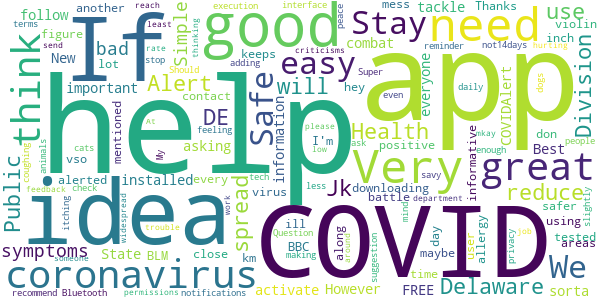 help
app
COVID
idea
If
good
need
Very
great
think
coronavirus
Stay
easy
Safe
We
Delaware
Health
Alert
use
will
DE
Simple
Public
spread
reduce
Division
symptoms
information
Jk
bad
follow
another
figure
New
lot
important
contact
asking
keeps
combat
tackle
Thanks
violin
inch
mess
reach
least
stop
rate
thinking
execution
interface
peace
criticisms
reminder
not14days
hurting
Super
adding
terms
send
Should
hey
everyone
COVIDAlert
don
even
daily
dogs
animals
coughing
cats
vso
mentioned
My
At
please
I'm
low
ask
positive
informative
mkay
enough
Best
people
alerted
installed
every
virus
tech
less
downloading
savy
safer
feedback
check
itching
widespread
feeling
work
battle
department
mind
using
areas
slightly
State
BLM
close
ill
Question
making
BBC
along
around
maybe
day
allergy
user
privacy
job
tested
someone
trouble
km
suggestion
time
recommend
Bluetooth
permissions
notifications
activate
However
FREE
sorta